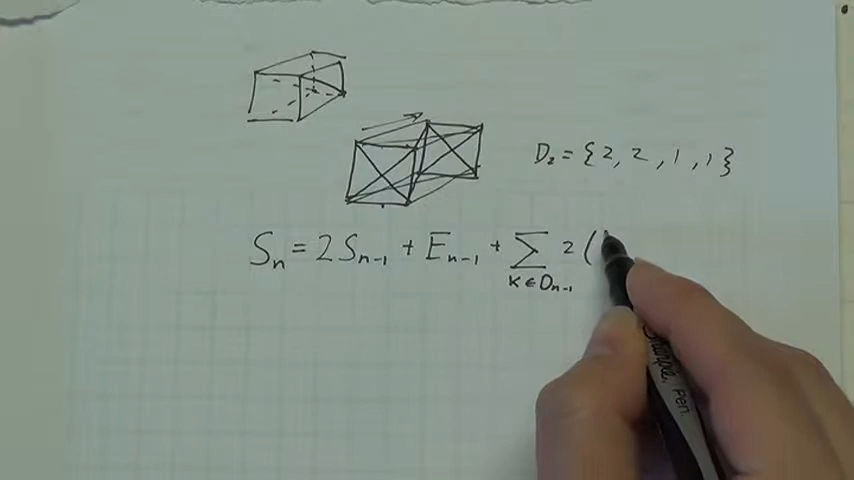 D₂ = {2, 2, 1, 1}
Sₙ = 2Sₙ₋₁ + Eₙ₋₁ + ∑ 2 (
K ∈ Dₙ₋₁